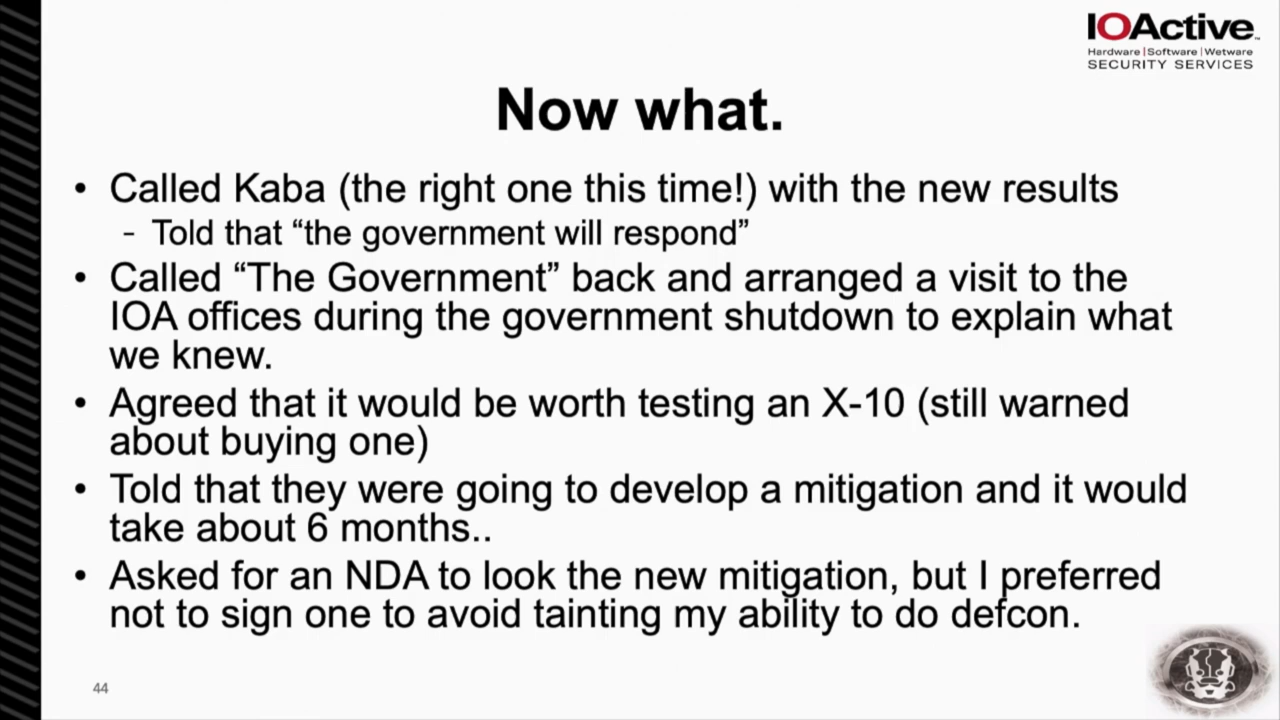 IOActive™
Hardware | Software | Wetware
SECURITY SERVICES
Now what.
• Called Kaba (the right one this time!) with the new results
- Told that “the government will respond”
• Called “The Government” back and arranged a visit to the
IOA offices during the government shutdown to explain what
we knew.
• Agreed that it would be worth testing an X-10 (still warned
about buying one)
• Told that they were going to develop a mitigation and it would
take about 6 months..
• Asked for an NDA to look the new mitigation, but I preferred
not to sign one to avoid tainting my ability to do defcon.
44